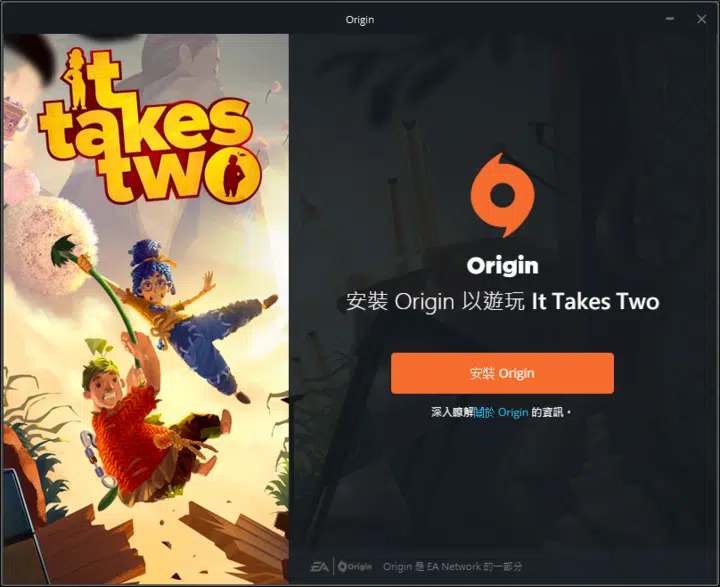 Origin
it
takes
two
Origin
安裝 Origin 以遊玩 It Takes Two
安裝 Origin
深入瞭解關於 Origin 的資訊。
EA Origin Origin 是 EA Network 的一部分